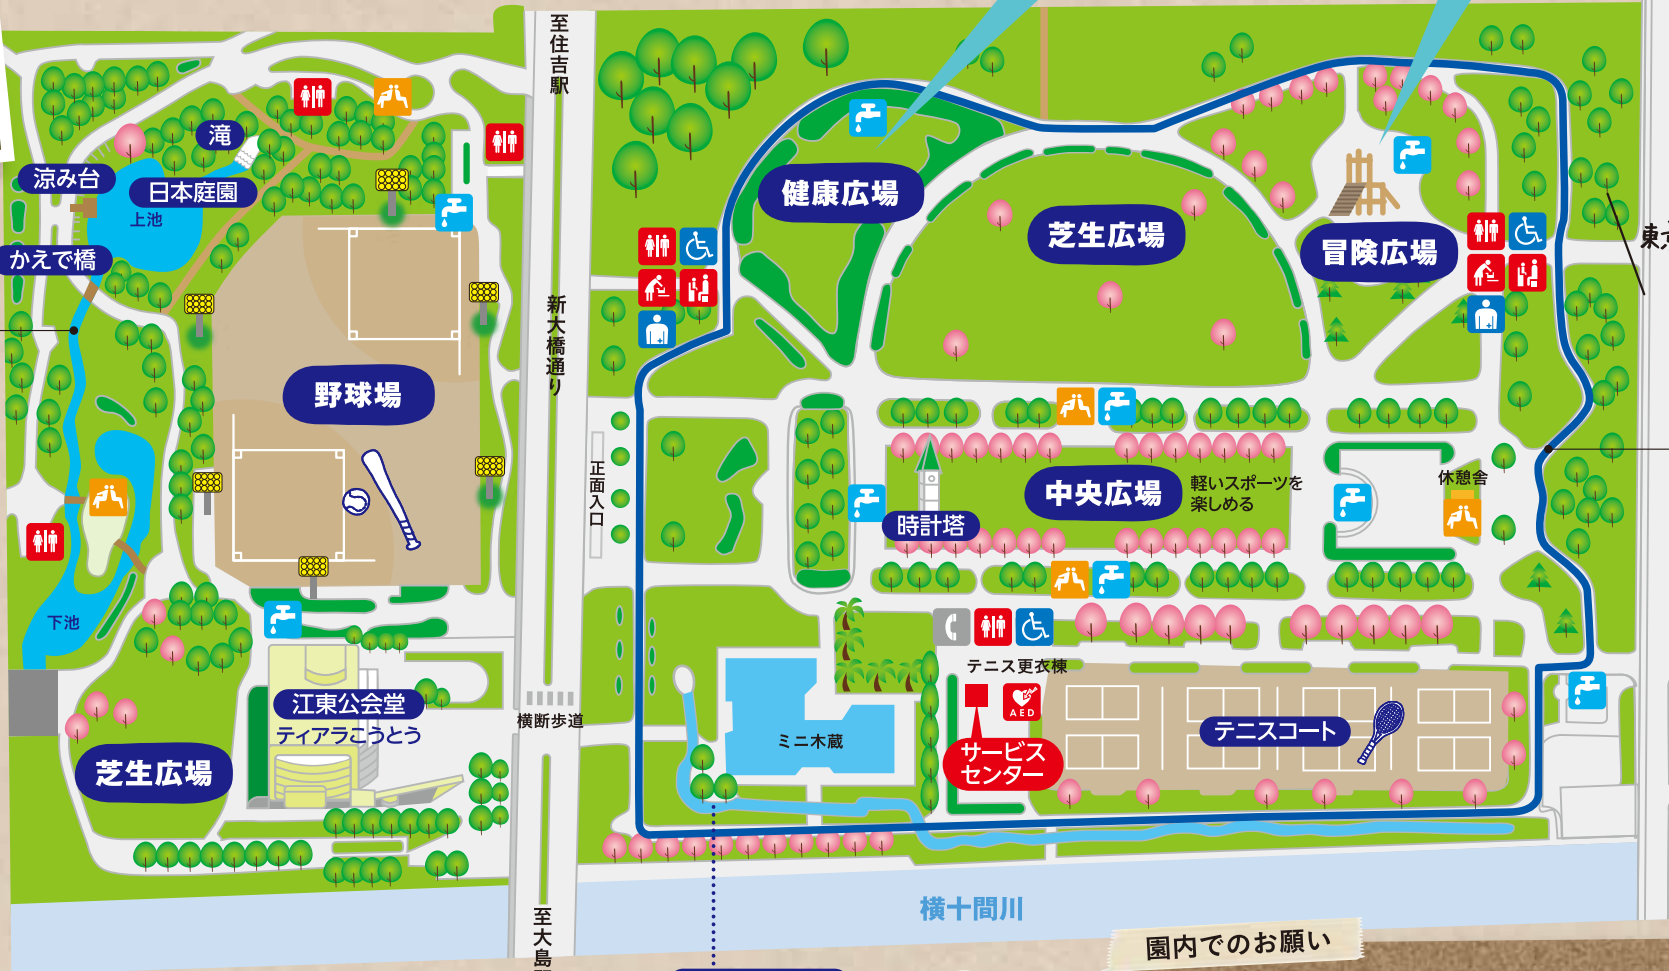 至住吉駅
滝
涼み台
日本庭園
上池
かえで橋
健康広場
芝生広場
冒険広場
野球場
新大橋通り
正面入口
中央広場
軽いスポーツを
楽しめる
休憩舎
時計塔
下池
テニス更衣棟
AED
江東公会堂
ティアラこうとう
横断歩道
ミニ木蔵
サービス
センター
テニスコート
芝生広場
横十間川
至大島
園内でのお願い